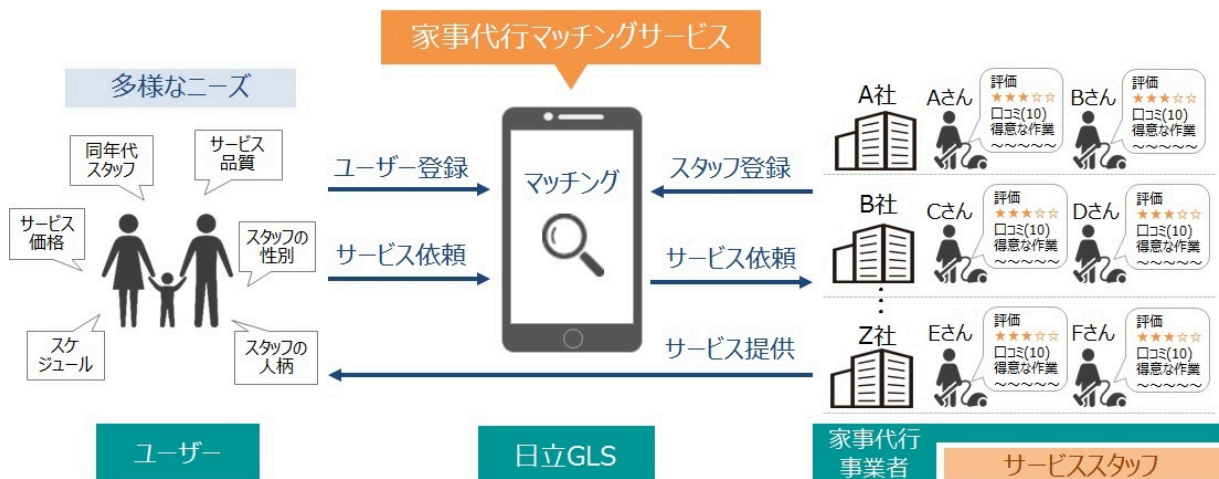 家事代行マッチングサービス
多様なニーズ
同年代
スタッフ
サービス
品質
サービス
価格
スタッフの
性別
スケ
ジュール
スタッフの
人柄
ユーザー登録
サービス依頼
マッチング
スタッフ登録
サービス依頼
サービス提供
A社
Aさん
評価
★★★☆☆
口コミ(10)
得意な作業
～～～～～
Bさん
評価
★★★☆☆
口コミ(10)
得意な作業
～～～～～
B社
Cさん
評価
★★★☆☆
口コミ(10)
得意な作業
～～～～～
Dさん
評価
★★★☆☆
口コミ(10)
得意な作業
～～～～～
Z社
Eさん
評価
★★★☆☆
口コミ(10)
得意な作業
～～～～～
Fさん
評価
★★★☆☆
口コミ(10)
得意な作業
～～～～～
ユーザー
日立GLS
家事代行
事業者
サービススタッフ